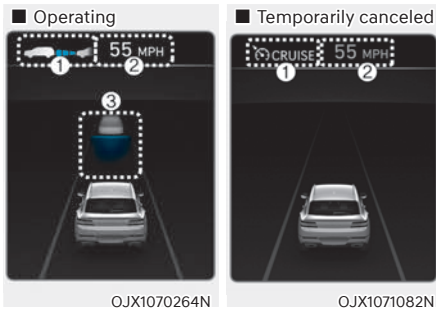 ■ Operating
55 MPH
1
2
3
OJX1070264N
■ Temporarily canceled
CRUISE 55 MPH
1
2
OJX1071082N